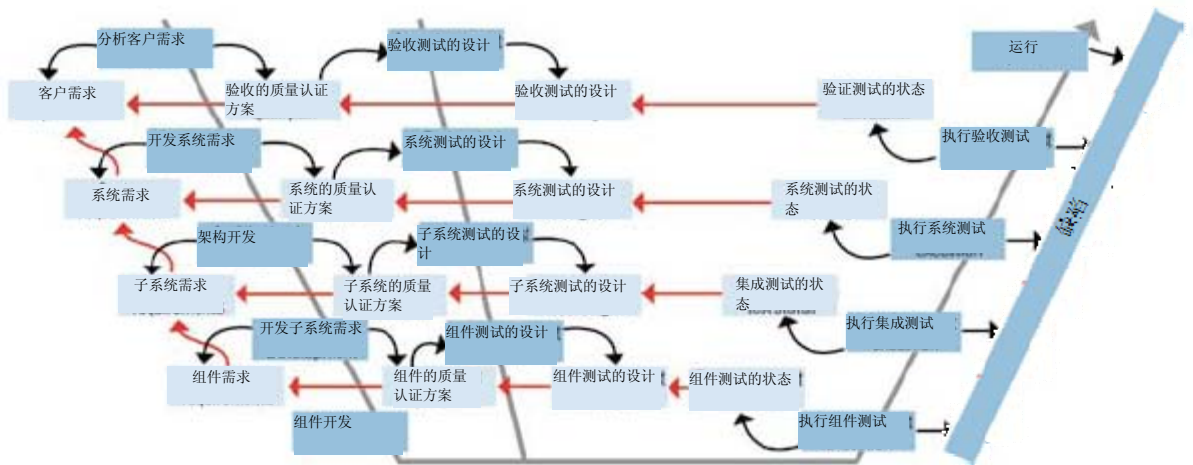 分析客户需求
验收测试的设计
运行
客户需求
验收的质量认证
方案
验收测试的设计
验证测试的状态
开发系统需求
系统测试的设计
执行验收测试
系统需求
系统的质量认
证方案
系统测试的设计
系统测试的状
态
架构开发
子系统测试的设
计
执行系统测试
子系统需求
子系统的质量
认证方案
子系统测试的设计
集成测试的状
态
开发子系统需求
组件测试的设计
执行集成测试
组件需求
组件的质量
认证方案
组件测试的设计
组件测试的状态
组件开发
执行组件测试